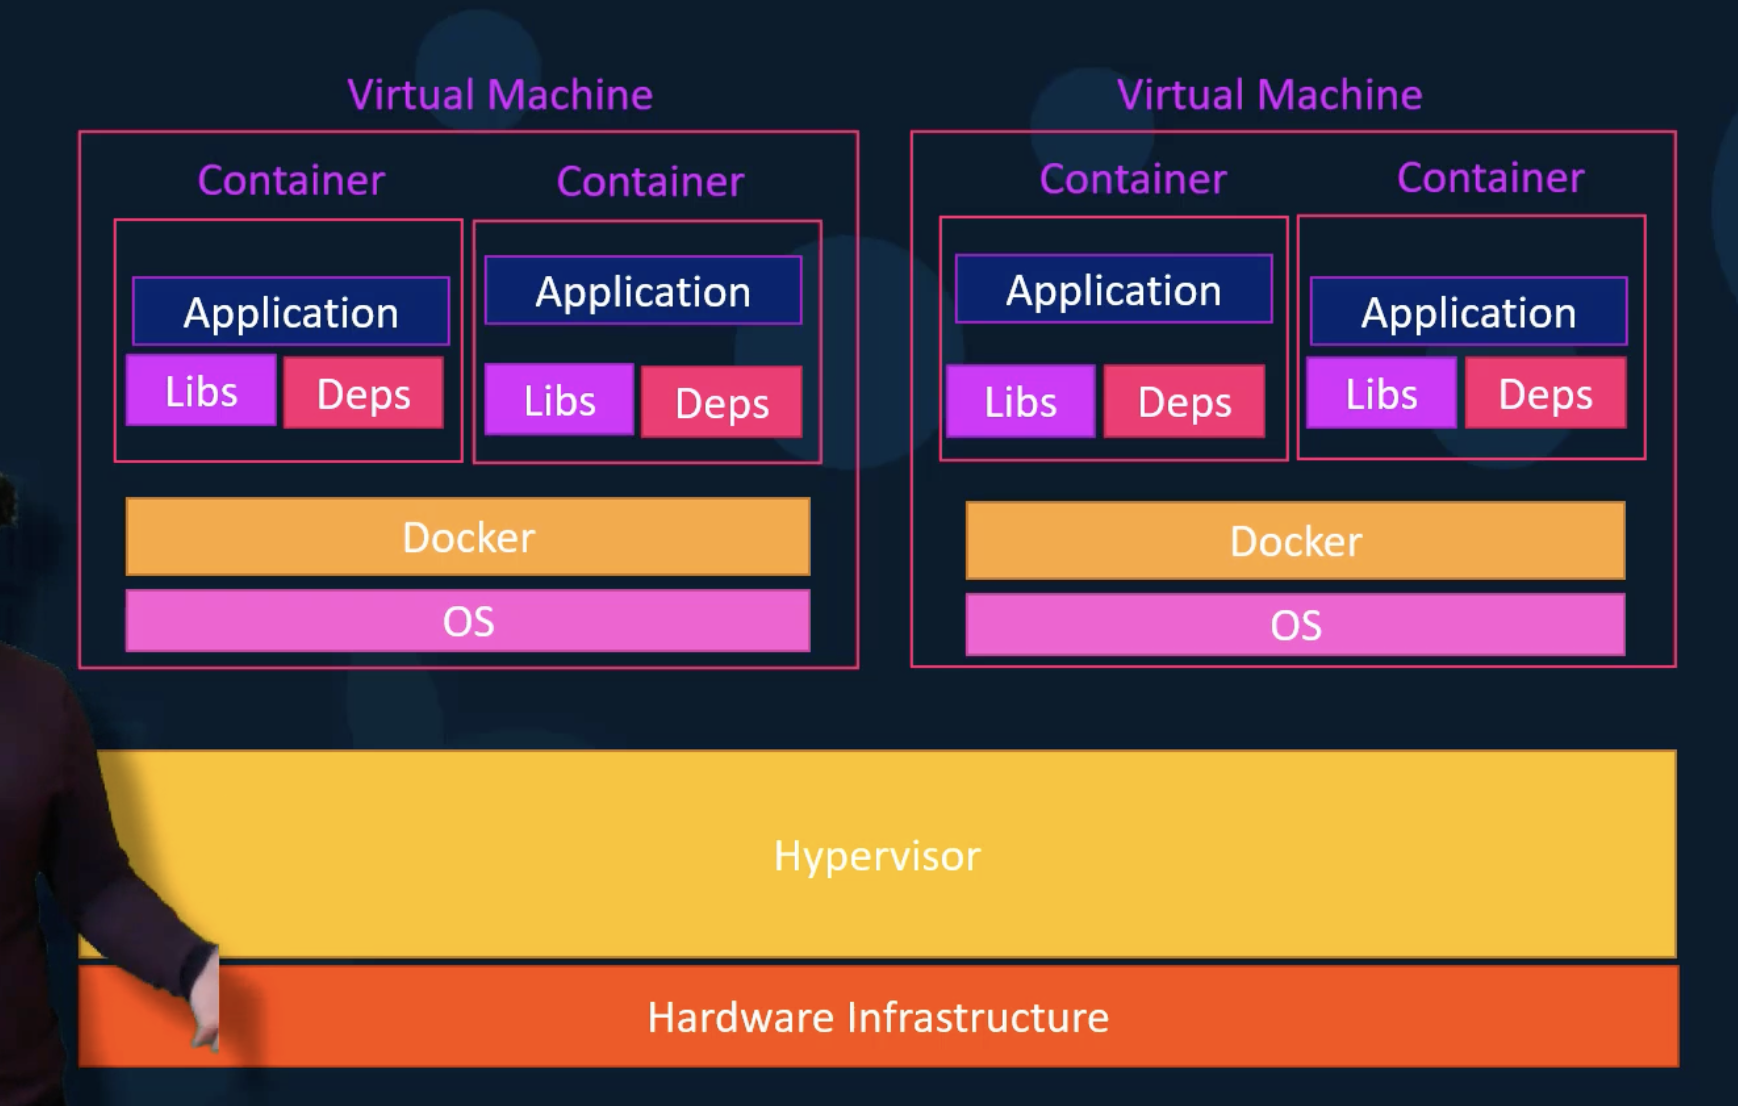 Virtual Machine
Virtual Machine
Container
Container
Container
Container
Application
Application
Application
Application
Libs
Deps
Libs
Deps
Libs
Deps
Libs
Deps
Docker
Docker
OS
OS
Hypervisor
Hardware Infrastructure